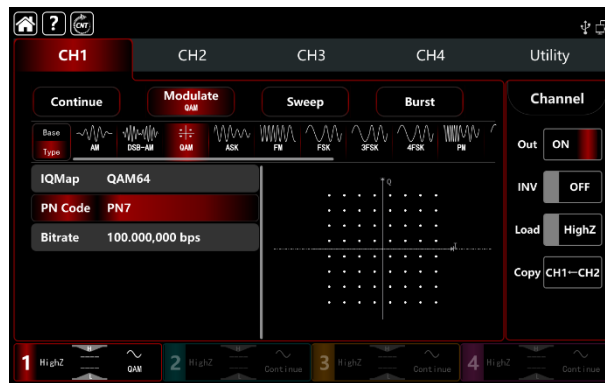 ? CNT
CH1 CH2 CH3 CH4 Utility
Continue Modulate Sweep Burst Channel
QAM
Base
Type AM DSB-AM QAM ASK FM FSK 3FSK 4FSK PM
Out ON
IQMap QAM64
PN Code PN7
Bitrate 100.000,000 bps
Q
I
INV OFF
Load HighZ
Copy CH1←CH2
1 HighZ QAM 2 HighZ Continue 3 HighZ Continue 4 HighZ Continue